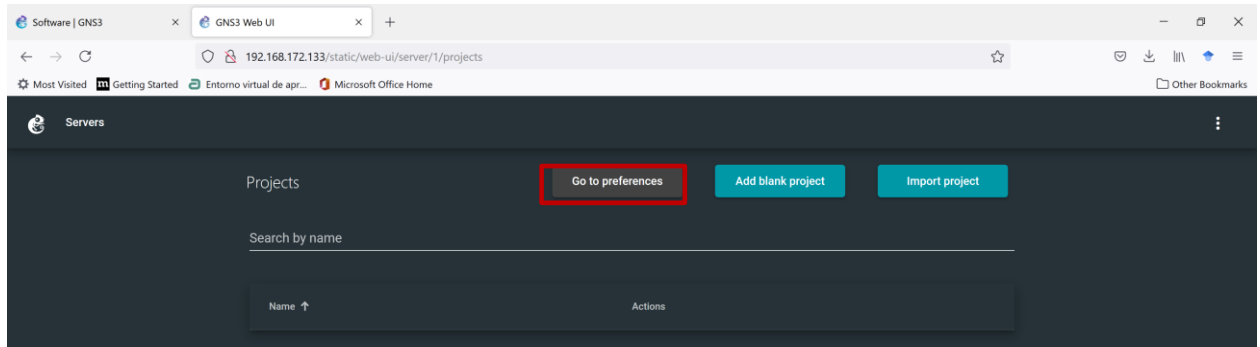 Software | GNS3
GNS3 Web UI
192.168.172.133/static/web-ui/server/1/projects
Most Visited Getting Started Entorno virtual de apr... Microsoft Office Home Other Bookmarks
Servers
Projects Go to preferences Add blank project Import project
Search by name
Name Actions